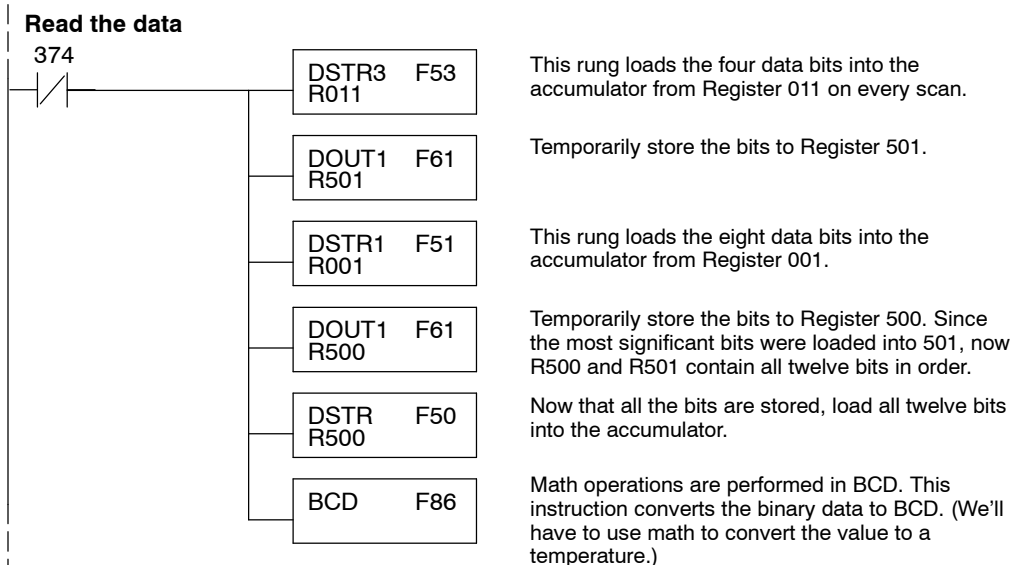 Read the data
374
DSTR3 F53
R011
This rung loads the four data bits into the
accumulator from Register 011 on every scan.
DOUT1 F61
R501
Temporarily store the bits to Register 501.
DSTR1 F51
R001
This rung loads the eight data bits into the
accumulator from Register 001.
DOUT1 F61
R500
Temporarily store the bits to Register 500. Since
the most significant bits were loaded into 501, now
R500 and R501 contain all twelve bits in order.
DSTR F50
R500
Now that all the bits are stored, load all twelve bits
into the accumulator.
BCD F86
Math operations are performed in BCD. This
instruction converts the binary data to BCD. (We'll
have to use math to convert the value to a
temperature.)